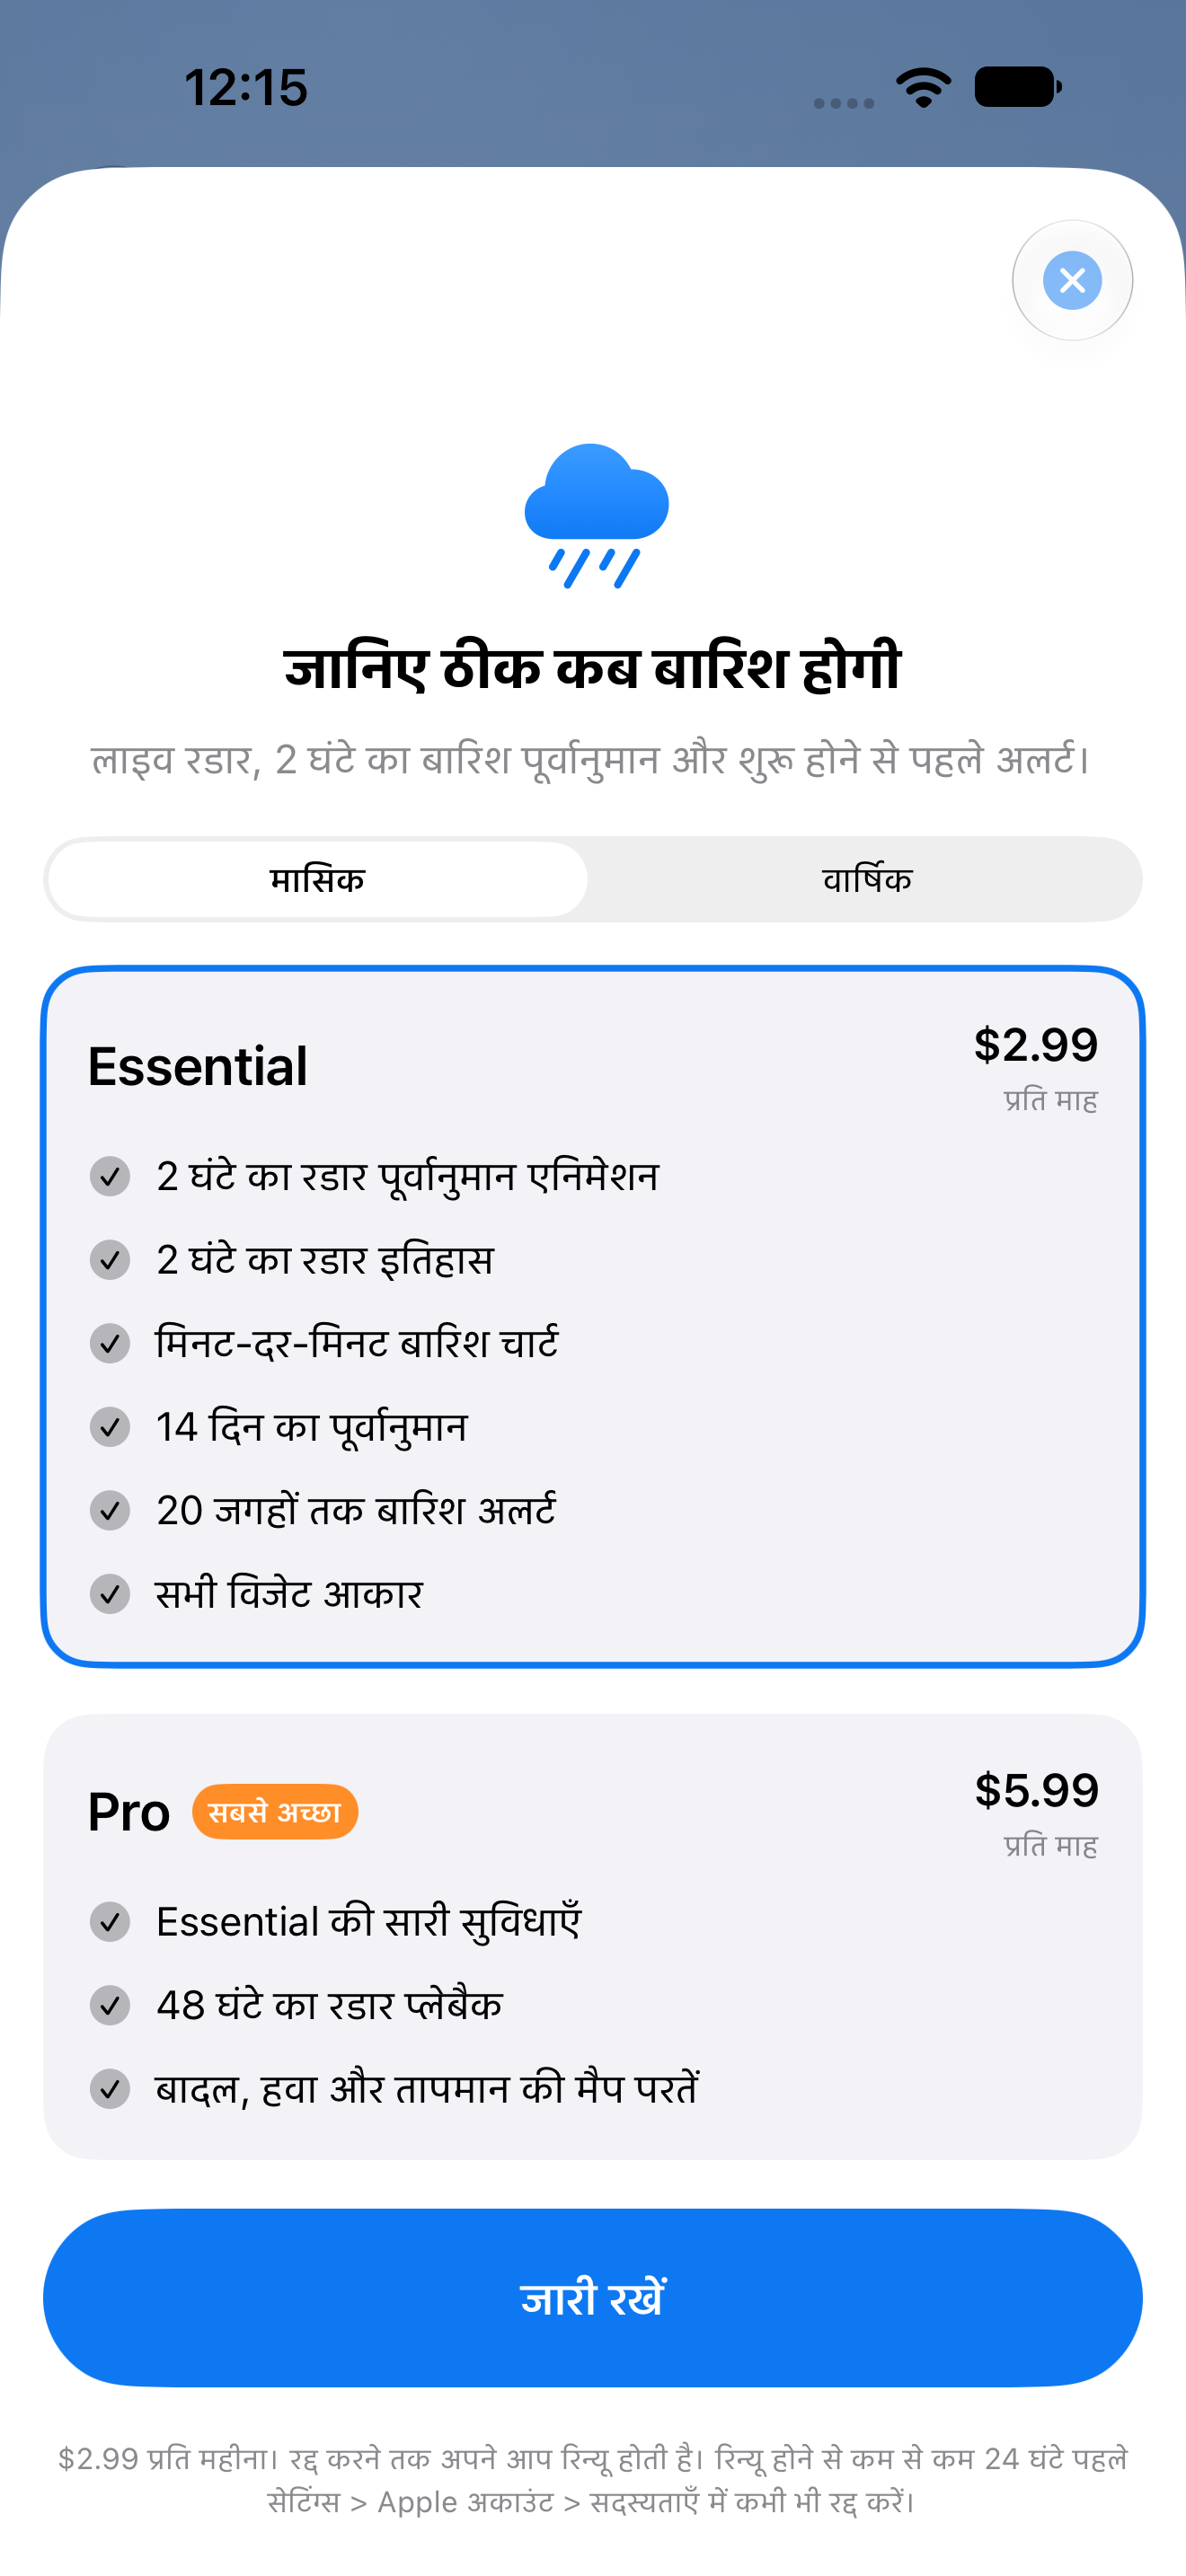 12:15
जानिए ठीक कब बारिश होगी
लाइव रडार, 2 घंटे का बारिश पूर्वानुमान और शुरू होने से पहले अलर्ट।
मासिक
वार्षिक
Essential
$2.99
प्रति माह
2 घंटे का रडार पूर्वानुमान एनिमेशन
2 घंटे का रडार इतिहास
मिनट-दर-मिनट बारिश चार्ट
14 दिन का पूर्वानुमान
20 जगहों तक बारिश अलर्ट
सभी विजेट आकार
Pro
सबसे अच्छा
$5.99
प्रति माह
Essential की सारी सुविधाएँ
48 घंटे का रडार प्लेबैक
बादल, हवा और तापमान की मैप परतें
जारी रखें
$2.99 प्रति महीना। रद्द करने तक अपने आप रिन्यू होती है। रिन्यू होने से कम से कम 24 घंटे पहले
सेटिंग्स > Apple अकाउंट > सदस्यताएँ में कभी भी रद्द करें।